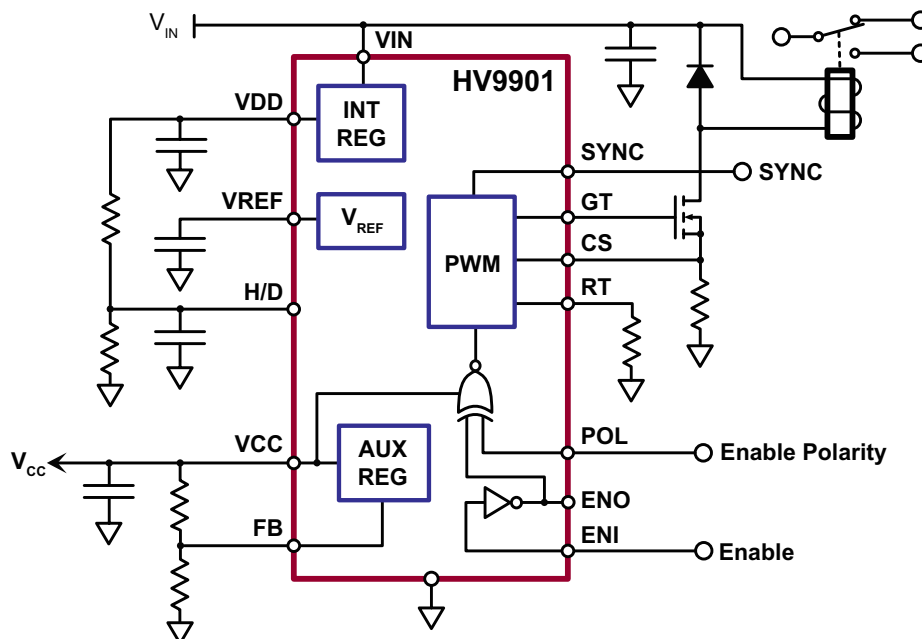 VIN
VIN
HV9901
VDD
INT
REG
SYNC
SYNC
VREF
VREF
GT
PWM
CS
H/D
RT
VCC
VCC
AUX
REG
POL
Enable Polarity
ENO
FB
ENI
Enable